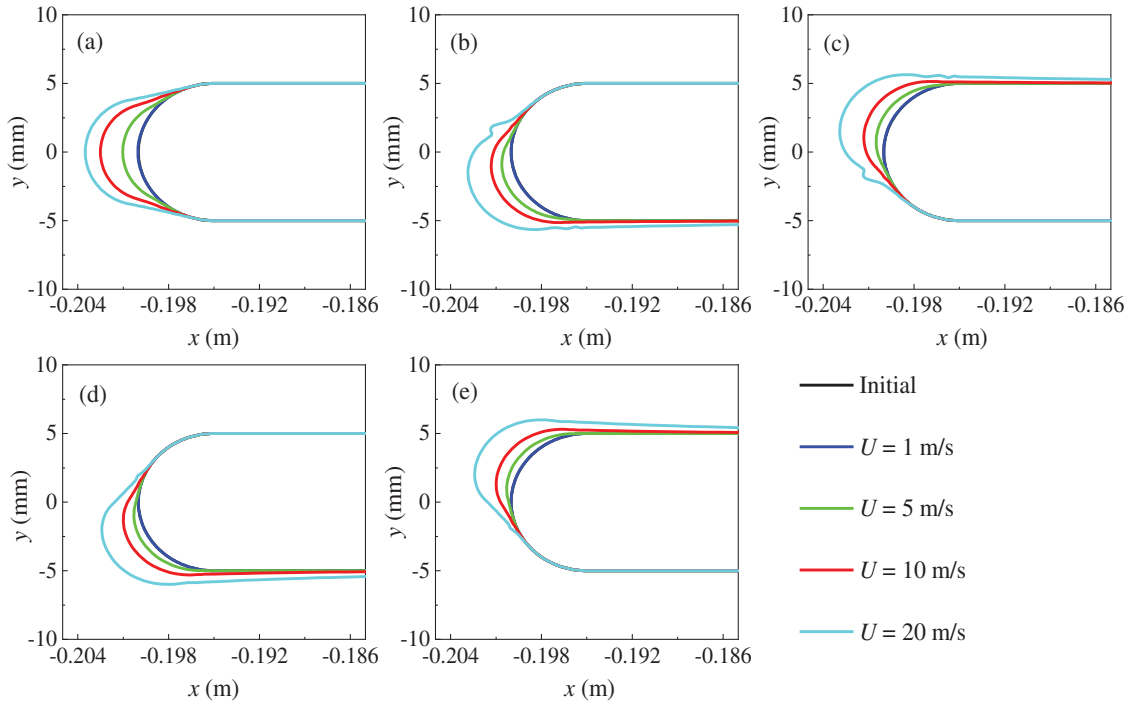 (a)
10
5
0
-5
-10
y (mm)
-0.204 -0.198 -0.192 -0.186
x (m)
(b)
10
5
0
-5
-10
y (mm)
-0.204 -0.198 -0.192 -0.186
x (m)
(c)
10
5
0
-5
-10
y (mm)
-0.204 -0.198 -0.192 -0.186
x (m)
(d)
10
5
0
-5
-10
y (mm)
-0.204 -0.198 -0.192 -0.186
x (m)
(e)
10
5
0
-5
-10
y (mm)
-0.204 -0.198 -0.192 -0.186
x (m)
Initial
U = 1 m/s
U = 5 m/s
U = 10 m/s
U = 20 m/s